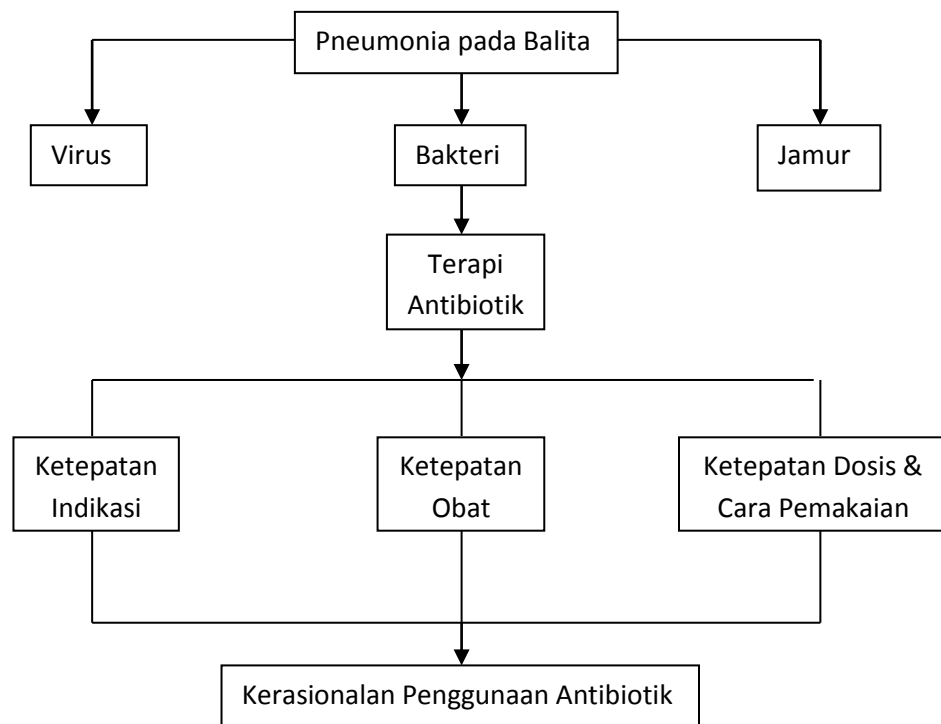 Pneumonia pada Balita
Virus
Bakteri
Jamur
Terapi
Antibiotik
Ketepatan
Indikasi
Ketepatan
Obat
Ketepatan Dosis &
Cara Pemakaian
Kerasionalan Penggunaan Antibiotik